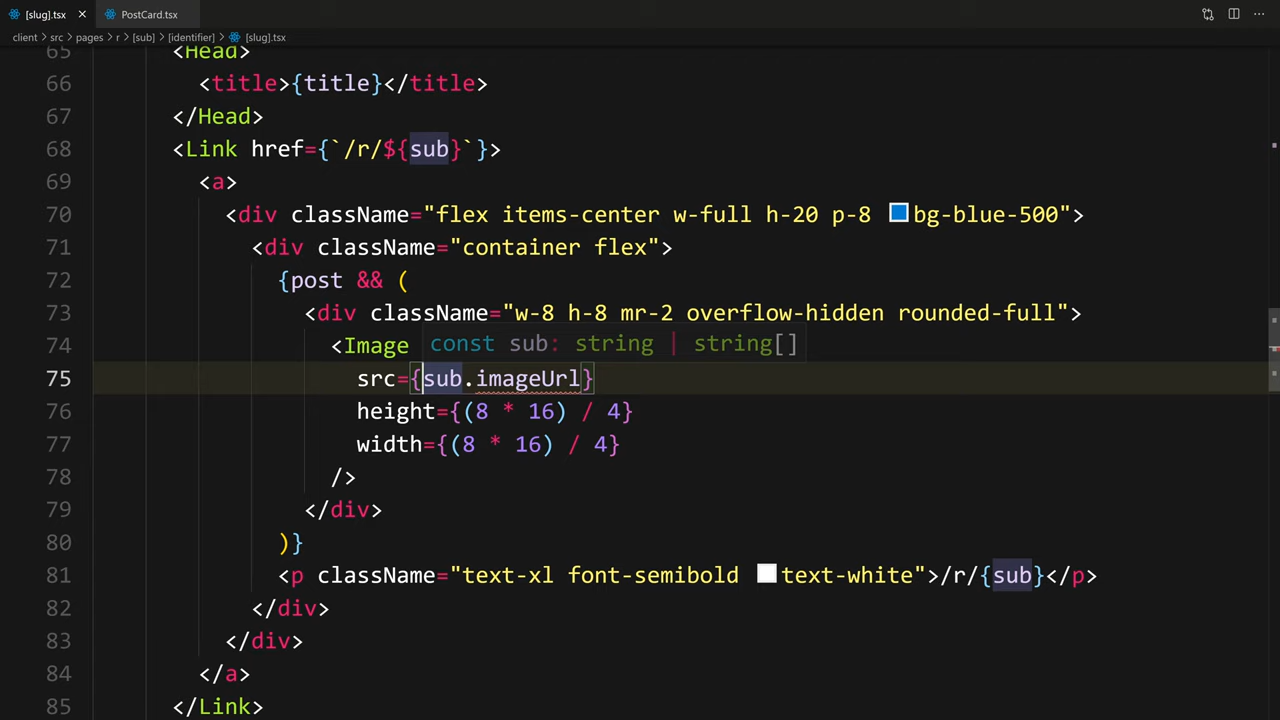 [slug].tsx × PostCard.tsx ···
client > src > pages > r > [sub] > [identifier] > [slug].tsx
65 <Head>
66 <title>{title}</title>
67 </Head>
68 <Link href={`/r/${sub}`}>
69 <a>
70 <div className="flex items-center w-full h-20 p-8 bg-blue-500">
71 <div className="container flex">
72 {post && (
73 <div className="w-8 h-8 mr-2 overflow-hidden rounded-full">
74 <Image const sub: string | string[]
75 src={sub.imageUrl}
76 height={(8 * 16) / 4}
77 width={(8 * 16) / 4}
78 />
79 </div>
80 )}
81 <p className="text-xl font-semibold text-white">/r/{sub}</p>
82 </div>
83 </div>
84 </a>
85 </Link>